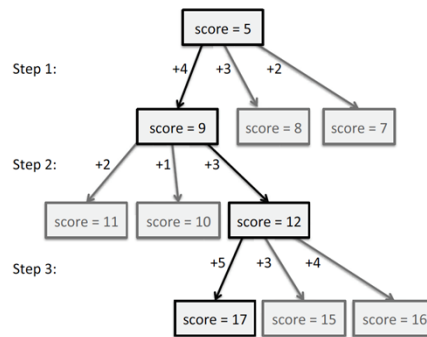 score = 5
Step 1:
+4 +3 +2
score = 9 score = 8 score = 7
Step 2:
+2 +1 +3
score = 11 score = 10 score = 12
Step 3:
+5 +3 +4
score = 17 score = 15 score = 16